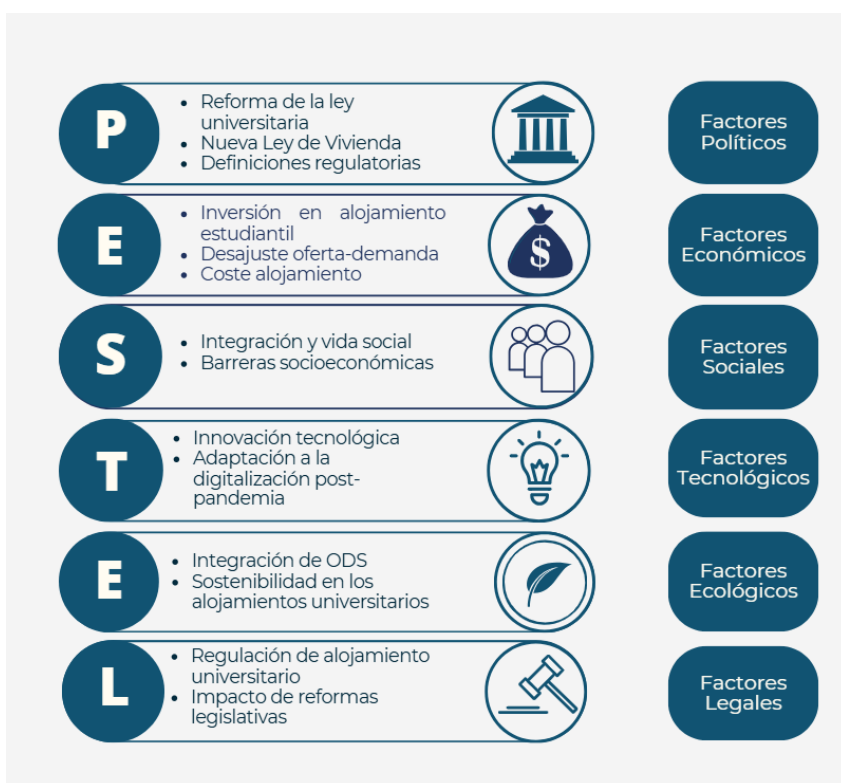 P
• Reforma de la ley
universitaria
• Nueva Ley de Vivienda
• Definiciones regulatorias
Factores
Políticos
E
• Inversión en alojamiento
estudiantil
• Desajuste oferta-demanda
• Coste alojamiento
$
Factores
Económicos
S
• Integración y vida social
• Barreras socioeconómicas
Factores
Sociales
T
• Innovación tecnológica
• Adaptación a la
digitalización post-
pandemia
Factores
Tecnológicos
E
• Integración de ODS
• Sostenibilidad en los
alojamientos universitarios
Factores
Ecológicos
L
• Regulación de alojamiento
universitario
• Impacto de reformas
legislativas
Factores
Legales